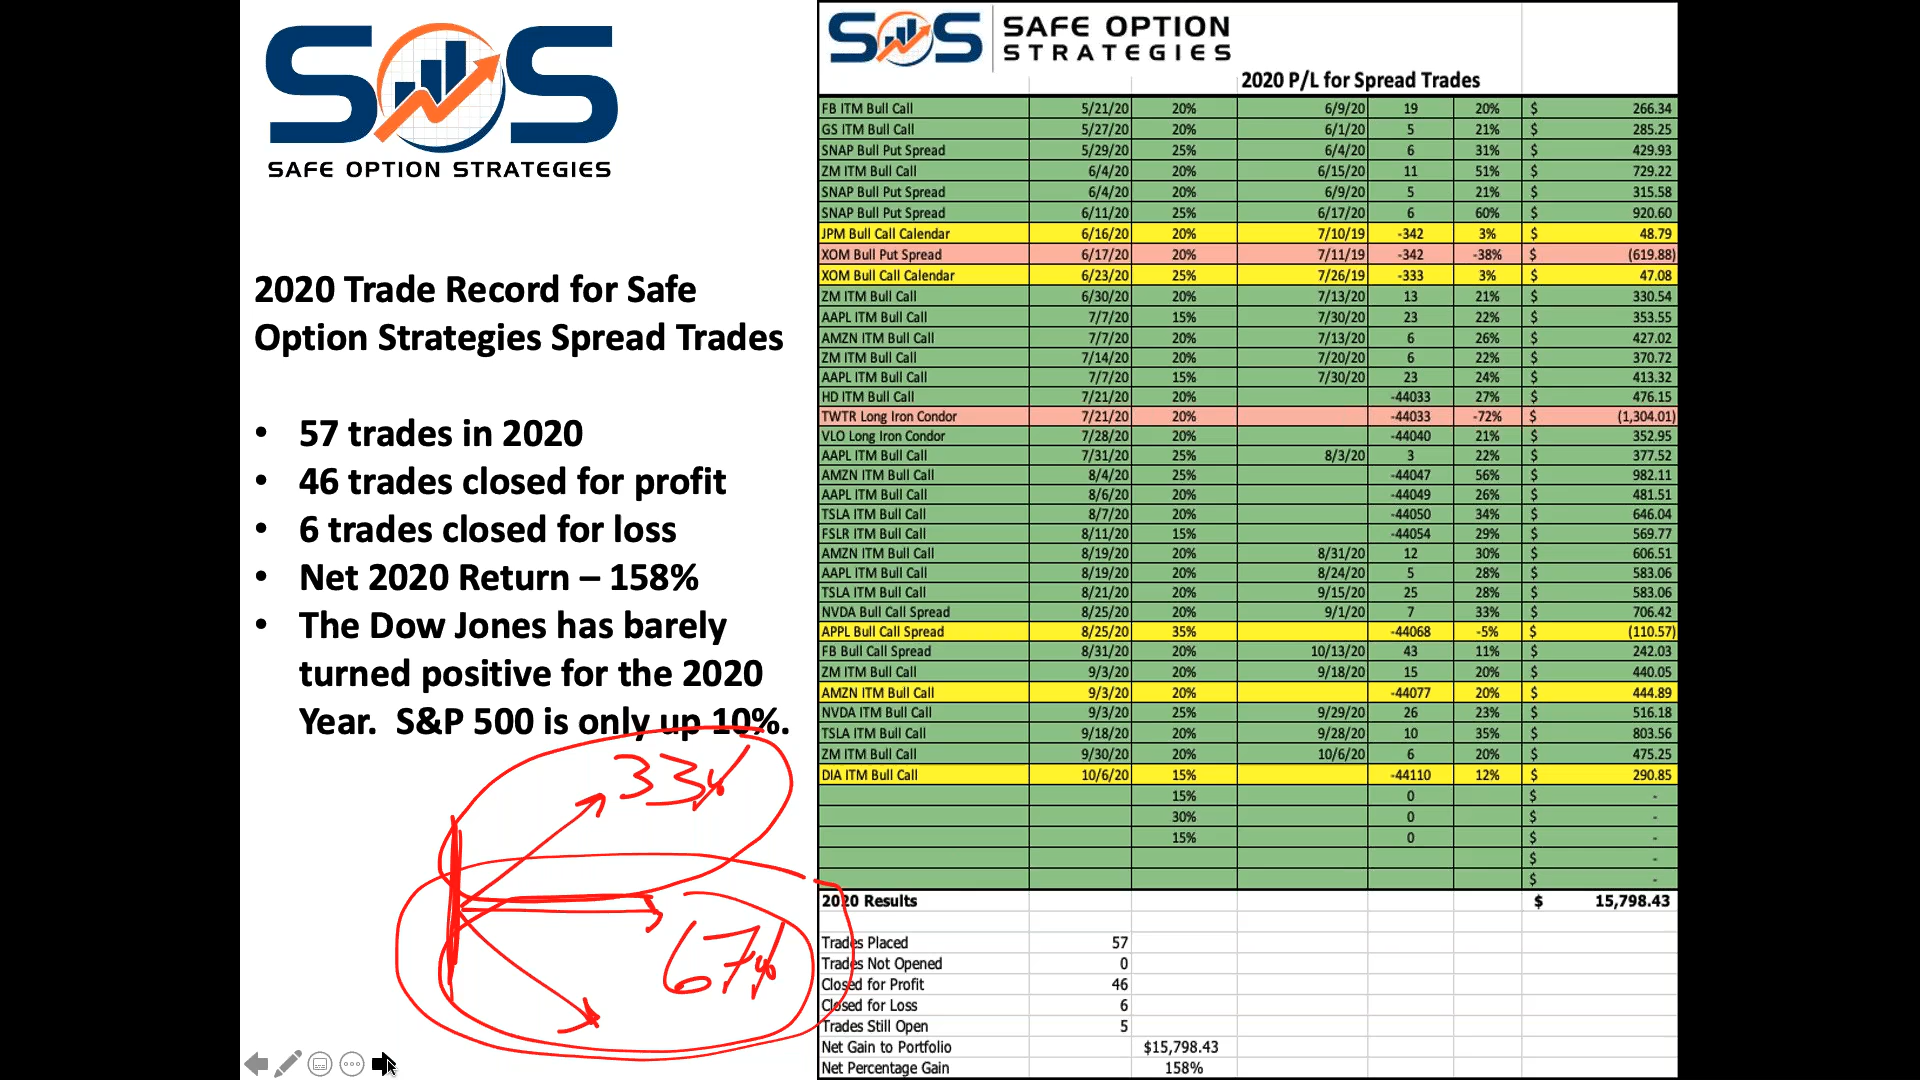 SOS
SAFE OPTION STRATEGIES
2020 Trade Record for Safe
Option Strategies Spread Trades
• 57 trades in 2020
• 46 trades closed for profit
• 6 trades closed for loss
• Net 2020 Return – 158%
• The Dow Jones has barely
turned positive for the 2020
Year. S&P 500 is only up 10%.
33%
67%
SOS SAFE OPTION
STRATEGIES
2020 P/L for Spread Trades
FB ITM Bull Call 5/21/20 20% 6/9/20 19 20% $ 266.34
GS ITM Bull Call 5/27/20 20% 6/1/20 5 21% $ 285.25
SNAP Bull Put Spread 5/29/20 25% 6/4/20 6 31% $ 429.93
ZM ITM Bull Call 6/4/20 20% 6/15/20 11 51% $ 729.22
SNAP Bull Put Spread 6/4/20 20% 6/9/20 5 21% $ 315.58
SNAP Bull Put Spread 6/11/20 25% 6/17/20 6 60% $ 920.60
JPM Bull Call Calendar 6/16/20 20% 7/10/19 -342 3% $ 48.79
XOM Bull Put Spread 6/17/20 20% 7/11/19 -342 -38% $ (619.88)
XOM Bull Call Calendar 6/23/20 25% 7/26/19 -333 3% $ 47.08
ZM ITM Bull Call 6/30/20 20% 7/13/20 13 21% $ 330.54
AAPL ITM Bull Call 7/7/20 15% 7/30/20 23 22% $ 353.55
AMZN ITM Bull Call 7/7/20 20% 7/13/20 6 26% $ 427.02
ZM ITM Bull Call 7/14/20 20% 7/20/20 6 22% $ 370.72
AAPL ITM Bull Call 7/7/20 15% 7/30/20 23 24% $ 413.32
HD ITM Bull Call 7/21/20 20% -44033 27% $ 476.15
TWTR Long Iron Condor 7/21/20 20% -44033 -72% $ (1,304.01)
VLO Long Iron Condor 7/28/20 20% -44040 21% $ 352.95
AAPL ITM Bull Call 7/31/20 25% 8/3/20 3 22% $ 377.52
AMZN ITM Bull Call 8/4/20 25% -44047 56% $ 982.11
AAPL ITM Bull Call 8/6/20 20% -44049 26% $ 481.51
TSLA ITM Bull Call 8/7/20 20% -44050 34% $ 646.04
FSLR ITM Bull Call 8/11/20 15% -44054 29% $ 569.77
AMZN ITM Bull Call 8/19/20 20% 8/31/20 12 30% $ 606.51
AAPL ITM Bull Call 8/19/20 20% 8/24/20 5 28% $ 583.06
TSLA ITM Bull Call 8/21/20 20% 9/15/20 25 28% $ 583.06
NVDA Bull Call Spread 8/25/20 20% 9/1/20 7 33% $ 706.42
APPL Bull Call Spread 8/25/20 35% -44068 -5% $ (110.57)
FB Bull Call Spread 8/31/20 20% 10/13/20 43 11% $ 242.03
ZM ITM Bull Call 9/3/20 20% 9/18/20 15 20% $ 440.05
AMZN ITM Bull Call 9/3/20 20% -44077 20% $ 444.89
NVDA ITM Bull Call 9/3/20 25% 9/29/20 26 23% $ 516.18
TSLA ITM Bull Call 9/18/20 20% 9/28/20 10 35% $ 803.56
ZM ITM Bull Call 9/30/20 20% 10/6/20 6 20% $ 475.25
DIA ITM Bull Call 10/6/20 15% -44110 12% $ 290.85
15% 0 $ -
30% 0 $ -
15% 0 $ -
$ -
$ -
2020 Results $ 15,798.43
Trades Placed 57
Trades Not Opened 0
Closed for Profit 46
Closed for Loss 6
Trades Still Open 5
Net Gain to Portfolio $15,798.43
Net Percentage Gain 158%